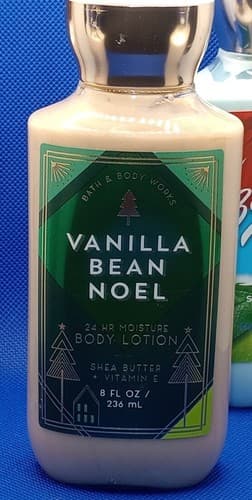 BATH & BODY WORKS
VANILLA
BEAN
NOEL
24 HR MOISTURE
BODY LOTION
SHEA BUTTER
+ VITAMIN E
8 FL OZ /
236 mL